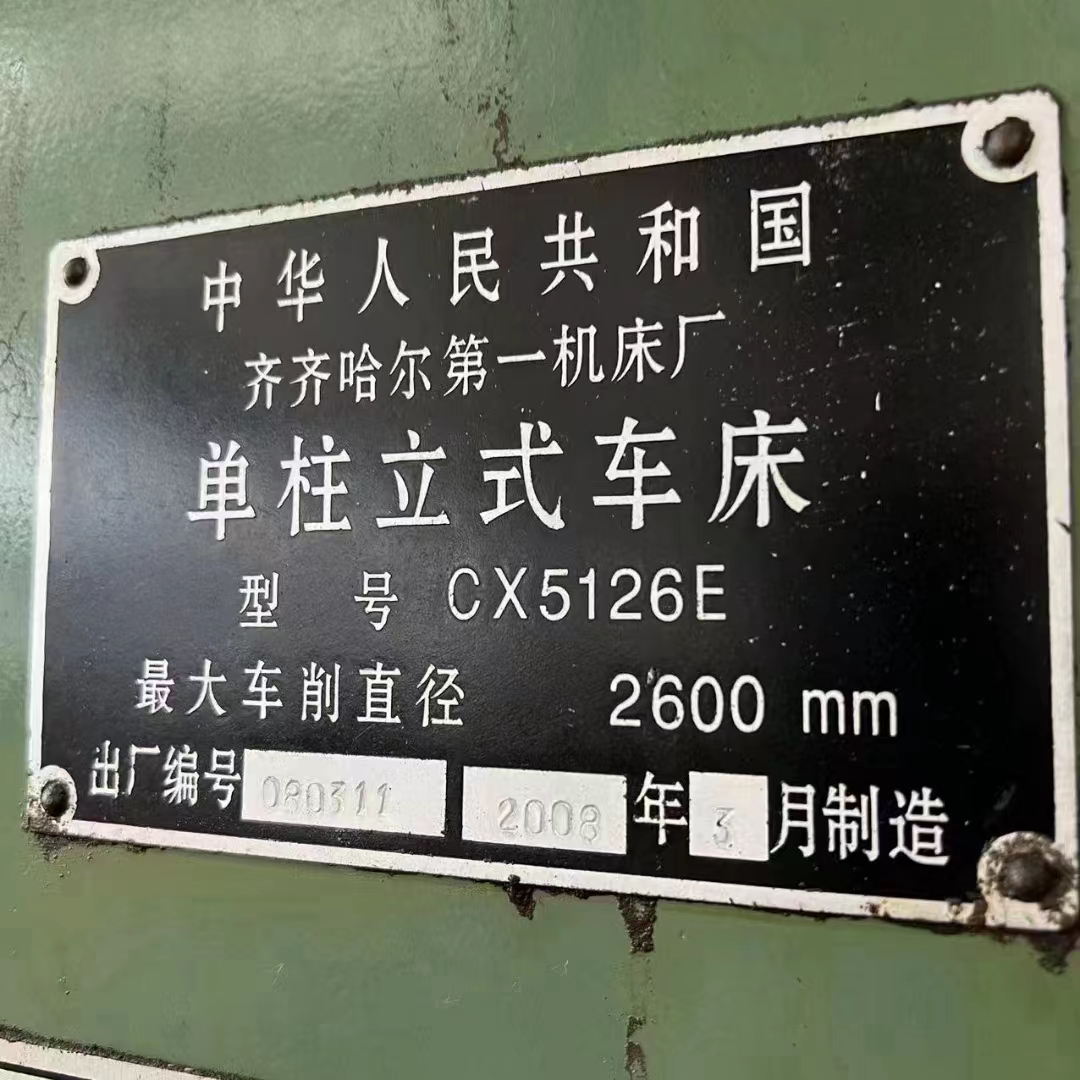 中华人民共和国
齐齐哈尔第一机床厂
单柱立式车床
型 号 CX5126E
最大车削直径 2600 mm
出厂编号 080311 2008 年 3 月制造